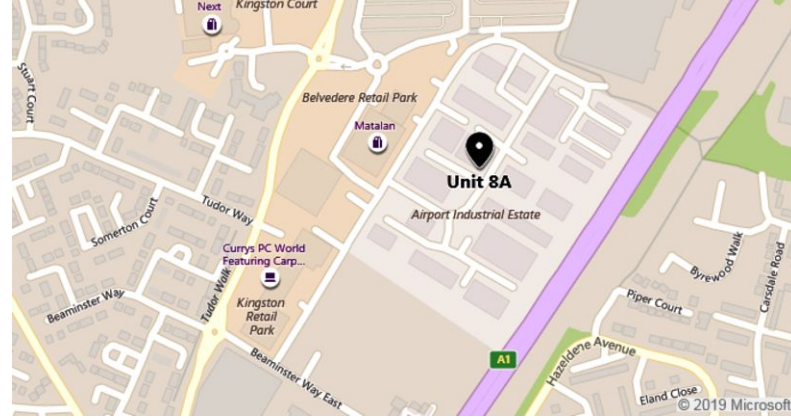 Next
Kingston Court
Stuart Court
Belvedere Retail Park
Matalan
Unit 8A
Airport Industrial Estate
Tudor Way
Somerton Court
Currys PC World
Featuring Carp...
Tudor Walk
Kingston
Retail
Park
Beaminster Way
Beaminster Way East
A1
Byrewood Walk
Carsdale Road
Piper Court
Hazeldene Avenue
Eland Close
© 2019 Microsoft